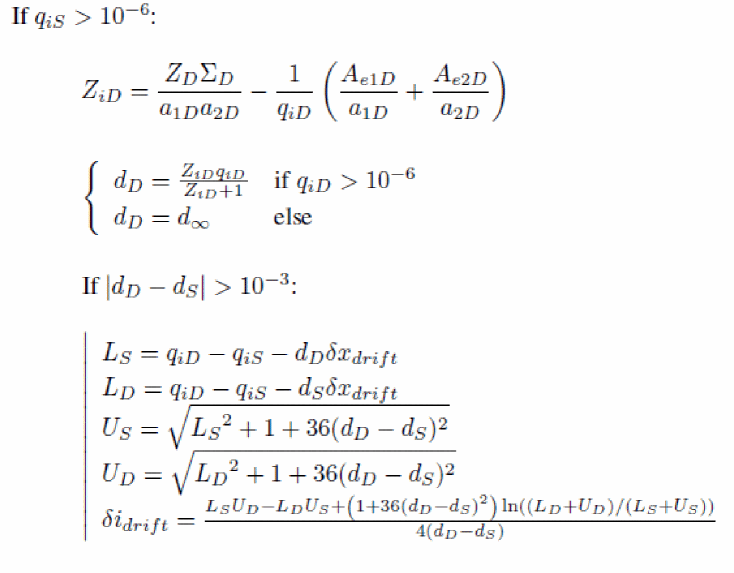 If $q_{iS} > 10^{-6}$:
$Z_{iD} = \frac{Z_D \Sigma_D}{a_{1D} a_{2D}} - \frac{1}{q_{iD}} \left( \frac{A_{e1D}}{a_{1D}} + \frac{A_{e2D}}{a_{2D}} \right)$
$d_D = \frac{Z_{iD} q_{iD}}{Z_{iD}+1}$ if $q_{iD} > 10^{-6}$
$d_D = d_\infty$ else
If $|d_D - d_S| > 10^{-3}$:
$L_S = q_{iD} - q_{iS} - d_D \delta x_{drift}$
$L_D = q_{iD} - q_{iS} - d_S \delta x_{drift}$
$U_S = \sqrt{{L_S}^2 + 1 + 36(d_D - d_S)^2}$
$U_D = \sqrt{{L_D}^2 + 1 + 36(d_D - d_S)^2}$
$\delta i_{drift} = \frac{L_S U_D - L_D U_S + \left(1+36(d_D-d_S)^2\right) \ln((L_D+U_D)/(L_S+U_S))}{4(d_D-d_S)}$